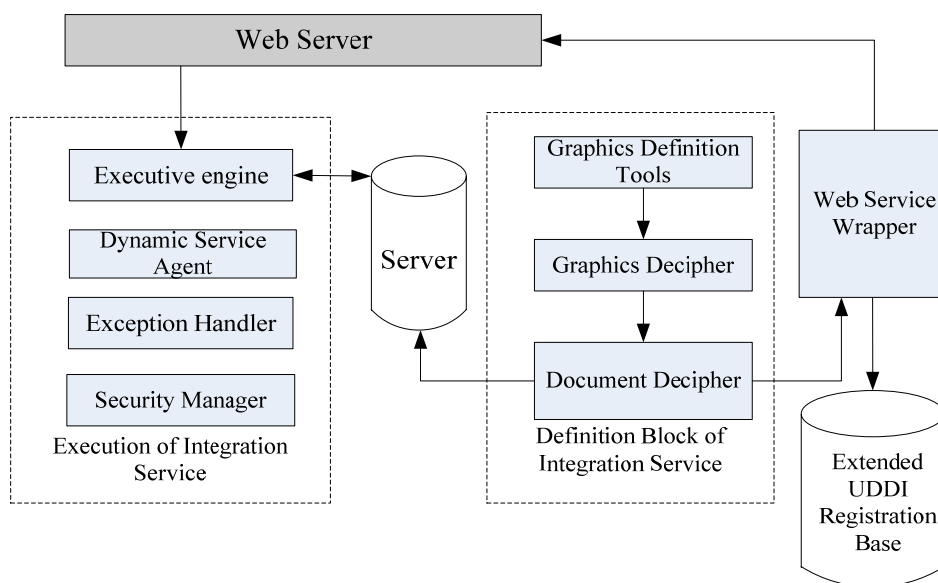 Web Server
Executive engine
Dynamic Service
Agent
Exception Handler
Security Manager
Execution of Integration
Service
Server
Graphics Definition
Tools
Graphics Decipher
Document Decipher
Definition Block of
Integration Service
Web Service
Wrapper
Extended
UDDI
Registration
Base